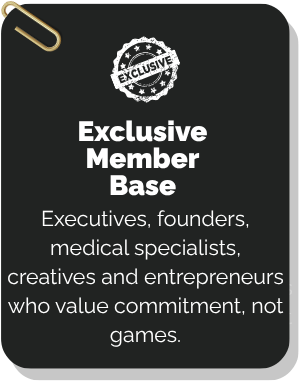 EXCLUSIVE
Exclusive
Member
Base
Executives, founders,
medical specialists,
creatives and entrepreneurs
who value commitment, not
games.